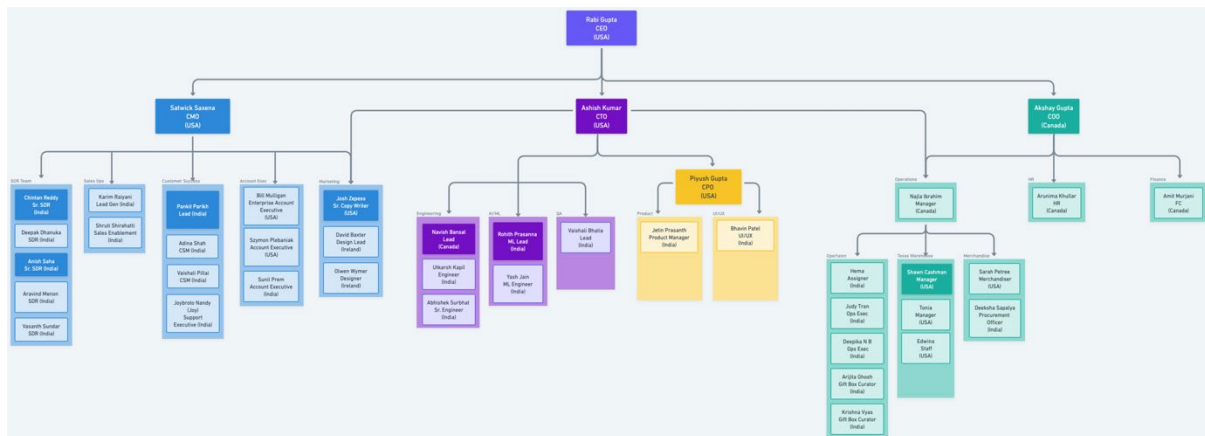 Rabi Gupta
CEO
(USA)
Satwick Saxena
CMO
(USA)
Ashish Kumar
CTO
(USA)
Akshay Gupta
COO
(Canada)
SDR Team
Chintan Reddy
Sr. SDR
(India)
Deepak Dhanuka
SDR (India)
Anish Saha
Sr. SDR (India)
Aravind Menon
SDR (India)
Vasanth Sundar
SDR (India)
Sales Ops
Karim Raiyani
Lead Gen (India)
Shruti Shirahatti
Sales Enablement
(India)
Customer Success
Pankit Parikh
Lead (India)
Adina Shah
CSM (India)
Vaishali Pillai
CSM (India)
Joybroto Nandy
(Joy)
Support
Executive (India)
Account Execs
Bill Mulligan
Enterprise Account
Executive
(USA)
Szymon Plebaniak
Account Executive
(USA)
Sunil Prem
Account Executive
(India)
Marketing
Josh Zapess
Sr. Copy Writer
(USA)
David Baxter
Design Lead
(Ireland)
Oiwen Wymer
Designer
(Ireland)
Piyush Gupta
CPO
(USA)
Engineering
Navish Bansal
Lead
(Canada)
Utkarsh Kapil
Engineer
(India)
Abhishek Surbhat
Sr. Engineer
(India)
AI/ML
Rohith Prasanna
ML Lead
(India)
Yash Jain
ML Engineer
(India)
QA
Vaishali Bhatia
Lead
(India)
Product
Jatin Prasanth
Product Manager
(India)
UI/UX
Bhavin Patel
UI/UX
(India)
Operations
Najla Ibrahim
Manager
(Canada)
HR
Arunima Khullar
HR
(Canada)
Finance
Amit Murjani
FC
(Canada)
Operations
Hema
Assigner
(India)
Judy Tran
Ops Exec
(India)
Deepika N B
Ops Exec
(India)
Arijita Ghosh
Gift Box Curator
(India)
Krishna Vyas
Gift Box Curator
(India)
Texas Warehouse
Shawn Cashman
Manager
(USA)
Tonia
Manager
(USA)
Edwina
Staff
(USA)
Merchandise
Sarah Petree
Merchandiser
(USA)
Deeksha Sapalya
Procurement
Officer
(India)